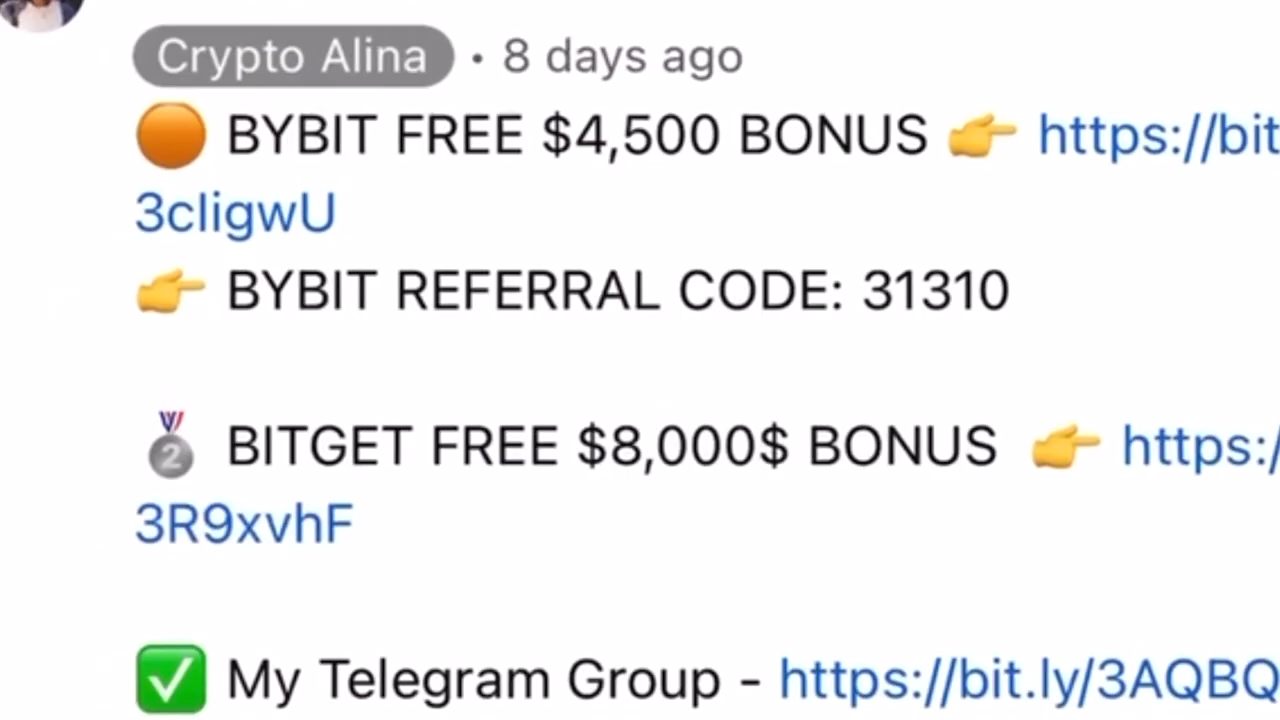 Crypto Alina • 8 days ago
🟠 BYBIT FREE $4,500 BONUS 👉 https://bit
3cIigwU
👉 BYBIT REFERRAL CODE: 31310
🥈 BITGET FREE $8,000$ BONUS 👉 https:/
3R9xvhF
✅ My Telegram Group - https://bit.ly/3AQBQ